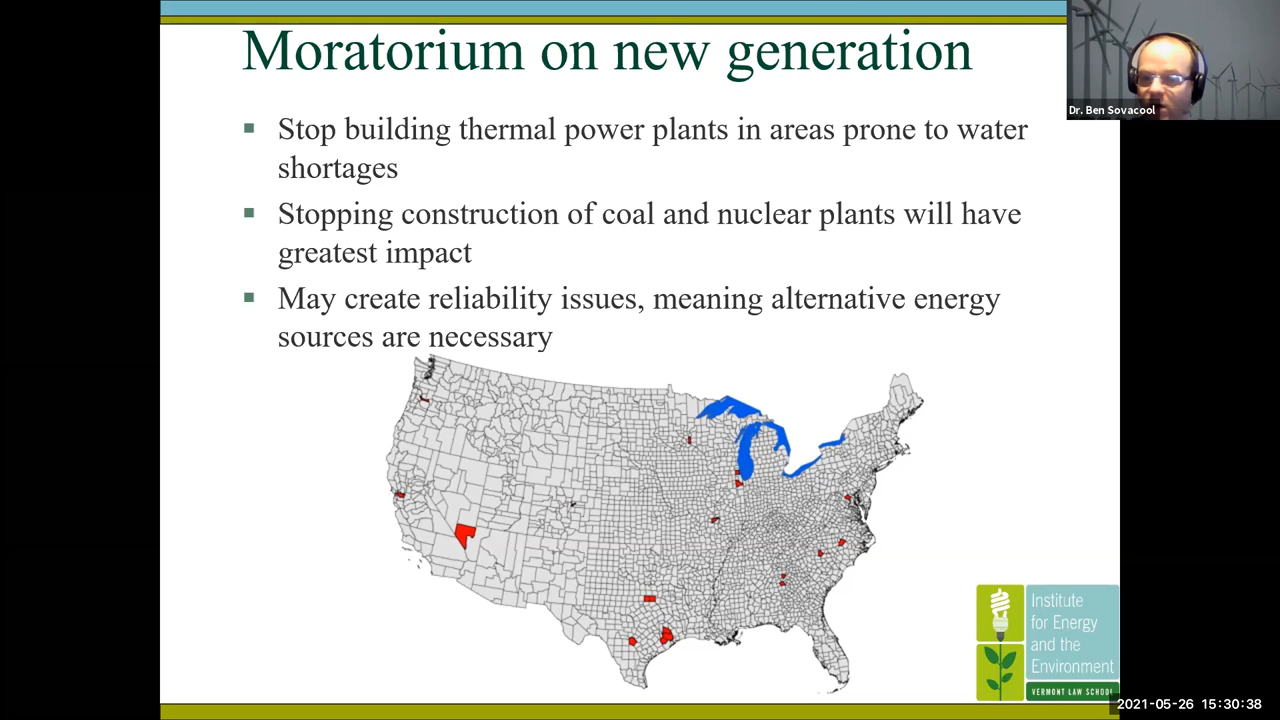 Moratorium on new generation
Dr. Ben Sovacool
Stop building thermal power plants in areas prone to water
shortages
Stopping construction of coal and nuclear plants will have
greatest impact
May create reliability issues, meaning alternative energy
sources are necessary
Institute
for Energy
and the
Environment
VERMONT LAW SCHOOL
2021-05-26 15:30:38